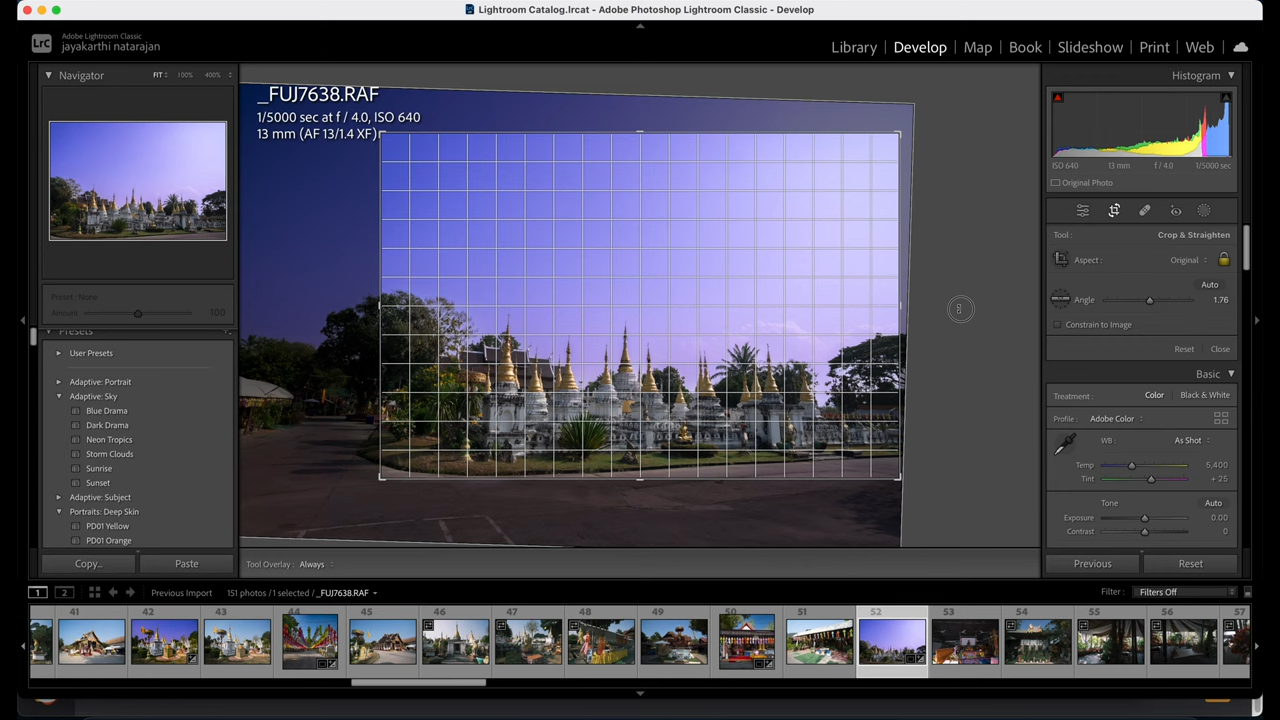 Lightroom Catalog.lrcat - Adobe Photoshop Lightroom Classic - Develop
LrC
Adobe Lightroom Classic
jayakarthi natarajan
Library | Develop | Map | Book | Slideshow | Print | Web
Navigator FIT 100% 400%
Preset: None
Amount 100
Presets
User Presets
Adaptive: Portrait
Adaptive: Sky
Blue Drama
Dark Drama
Neon Tropics
Storm Clouds
Sunrise
Sunset
Adaptive: Subject
Portraits: Deep Skin
PD01 Yellow
PD01 Orange
Copy... Paste
_FUJ7638.RAF
1/5000 sec at f / 4.0, ISO 640
13 mm (AF 13/1.4 XF)
Tool Overlay : Always
Histogram
ISO 640 13 mm f / 4.0 1/5000 sec
Original Photo
Tool : Crop & Straighten
Aspect : Original
Auto
Angle 1.76
Constrain to Image
Reset Close
Basic
Treatment : Color Black & White
Profile : Adobe Color
WB : As Shot
Temp 5,400
Tint + 25
Tone Auto
Exposure 0.00
Contrast 0
Previous Reset
1 2 Previous Import 151 photos / 1 selected / _FUJ7638.RAF Filter : Filters Off
41 42 43 44 45 46 47 48 49 50 51 52 53 54 55 56 57